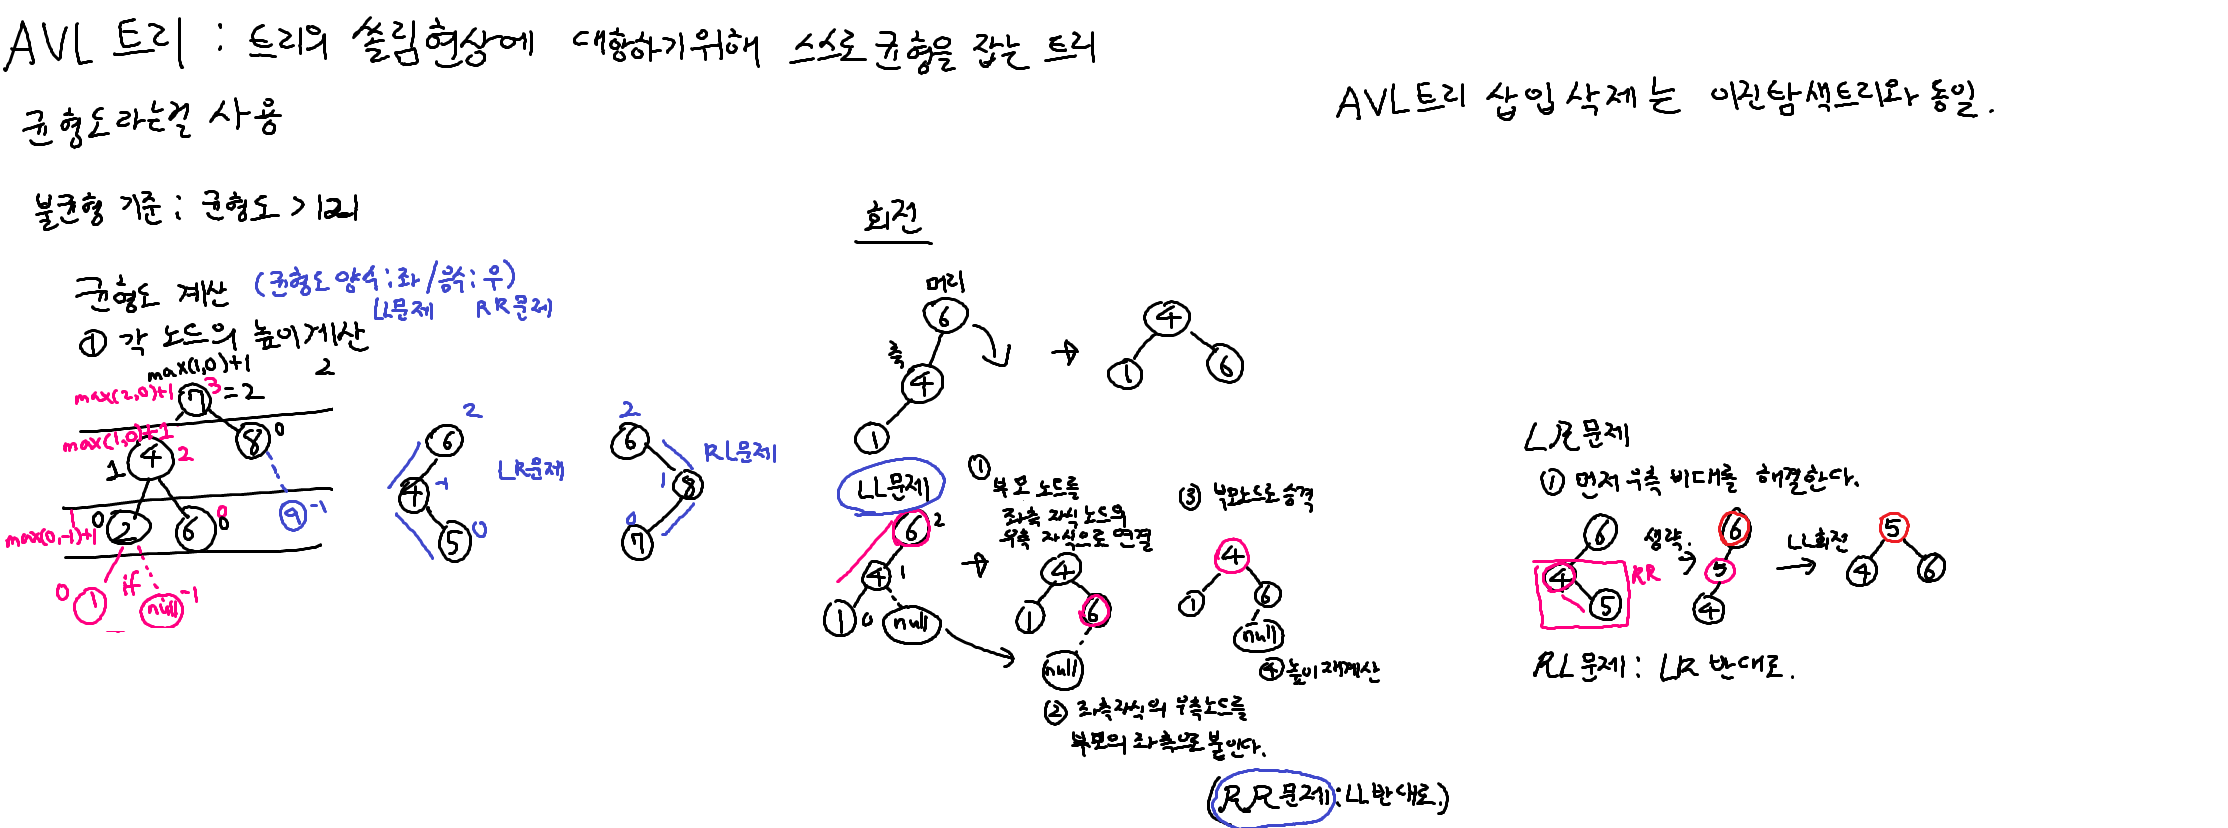 AVL 트리 : 트리의 쏠림현상에 대항하기위해 스스로 균형을 잡는 트리
AVL트리 삽입 삭제는 이진탐색트리와 동일.
균형도라는걸 사용
불균형 기준 : 균형도 > |2|
균형도 계산 (균형도 양수:좌/음수:우)
LL문제 RR문제
① 각 노드의 높이계산
max(1,0)+1
2
max(2,0)+1
7
3
=2
max(1,0)+1
4
2
1
8
0
max(0,-1)+1
0
2
6
8
9
-1
0
1
if
null
-1
2
6
LR문제
4
-1
5
0
2
6
RL문제
1
8
7
0
회전
머리
6
축
4
1
→
4
1
6
LL문제
6
2
4
1
1
0
null
①
부모 노드를
좌측 자식노드의
우측 자식으로 연결
4
1
6
null
② 좌측자식의 우측노드를
부모의 좌측으로 붙인다.
③ 부모노드로 승격
4
1
6
null
④ 높이 재계산
(RR문제:LL반대로.)
LR문제
① 먼저 우측 비대를 해결한다.
6
4
RR
5
생략.
→
6
5
4
LL회전
→
5
4
6
RL문제: LR 반대로.